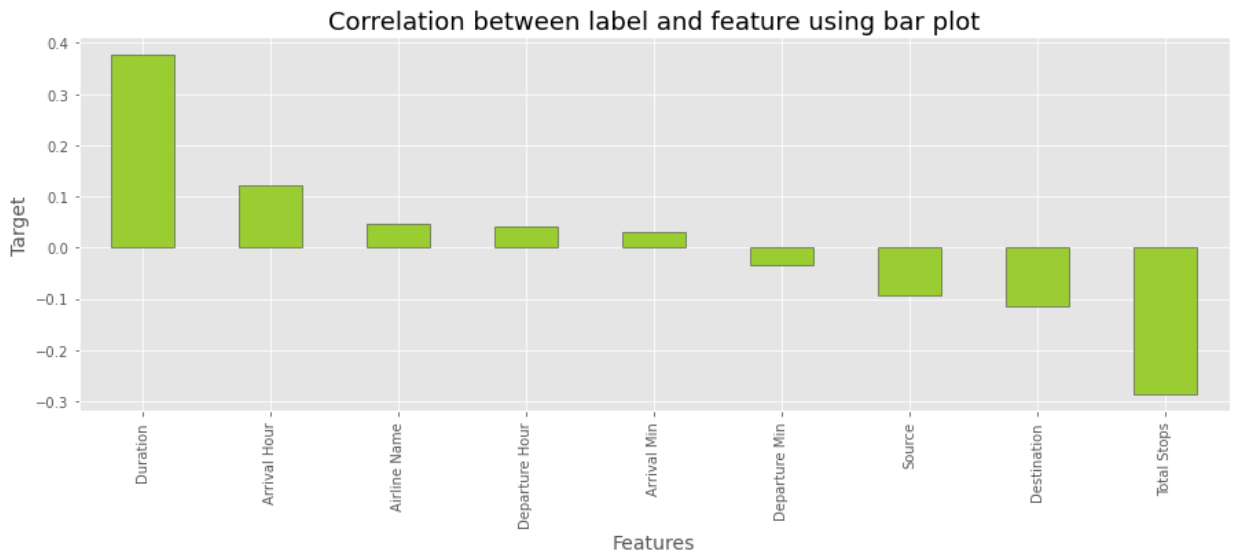 Correlation between label and feature using bar plot
Target
0.4
0.3
0.2
0.1
0.0
−0.1
−0.2
−0.3
Duration
Arrival Hour
Airline Name
Departure Hour
Arrival Min
Departure Min
Source
Destination
Total Stops
Features